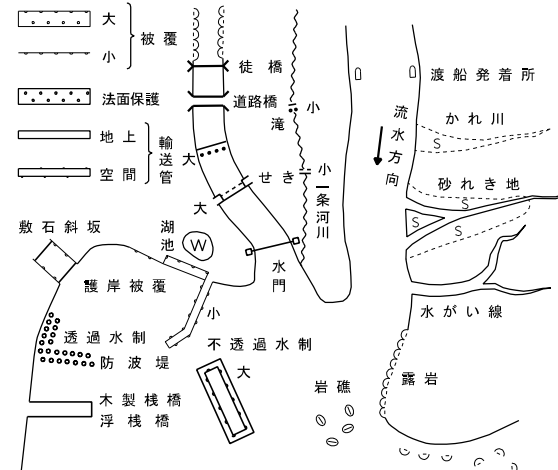 大
被覆
小
法面保護
地上
輸送管
空間
徒橋
道路橋
小
滝
大
せき
小
大
一条河川
水門
流水方向
渡船発着所
かれ川
S
砂れき地
S
S
S
水がい線
敷石斜坂
湖池
W
護岸被覆
小
透過水制
防波堤
不透過水制
大
木製桟橋
浮桟橋
岩礁
露岩